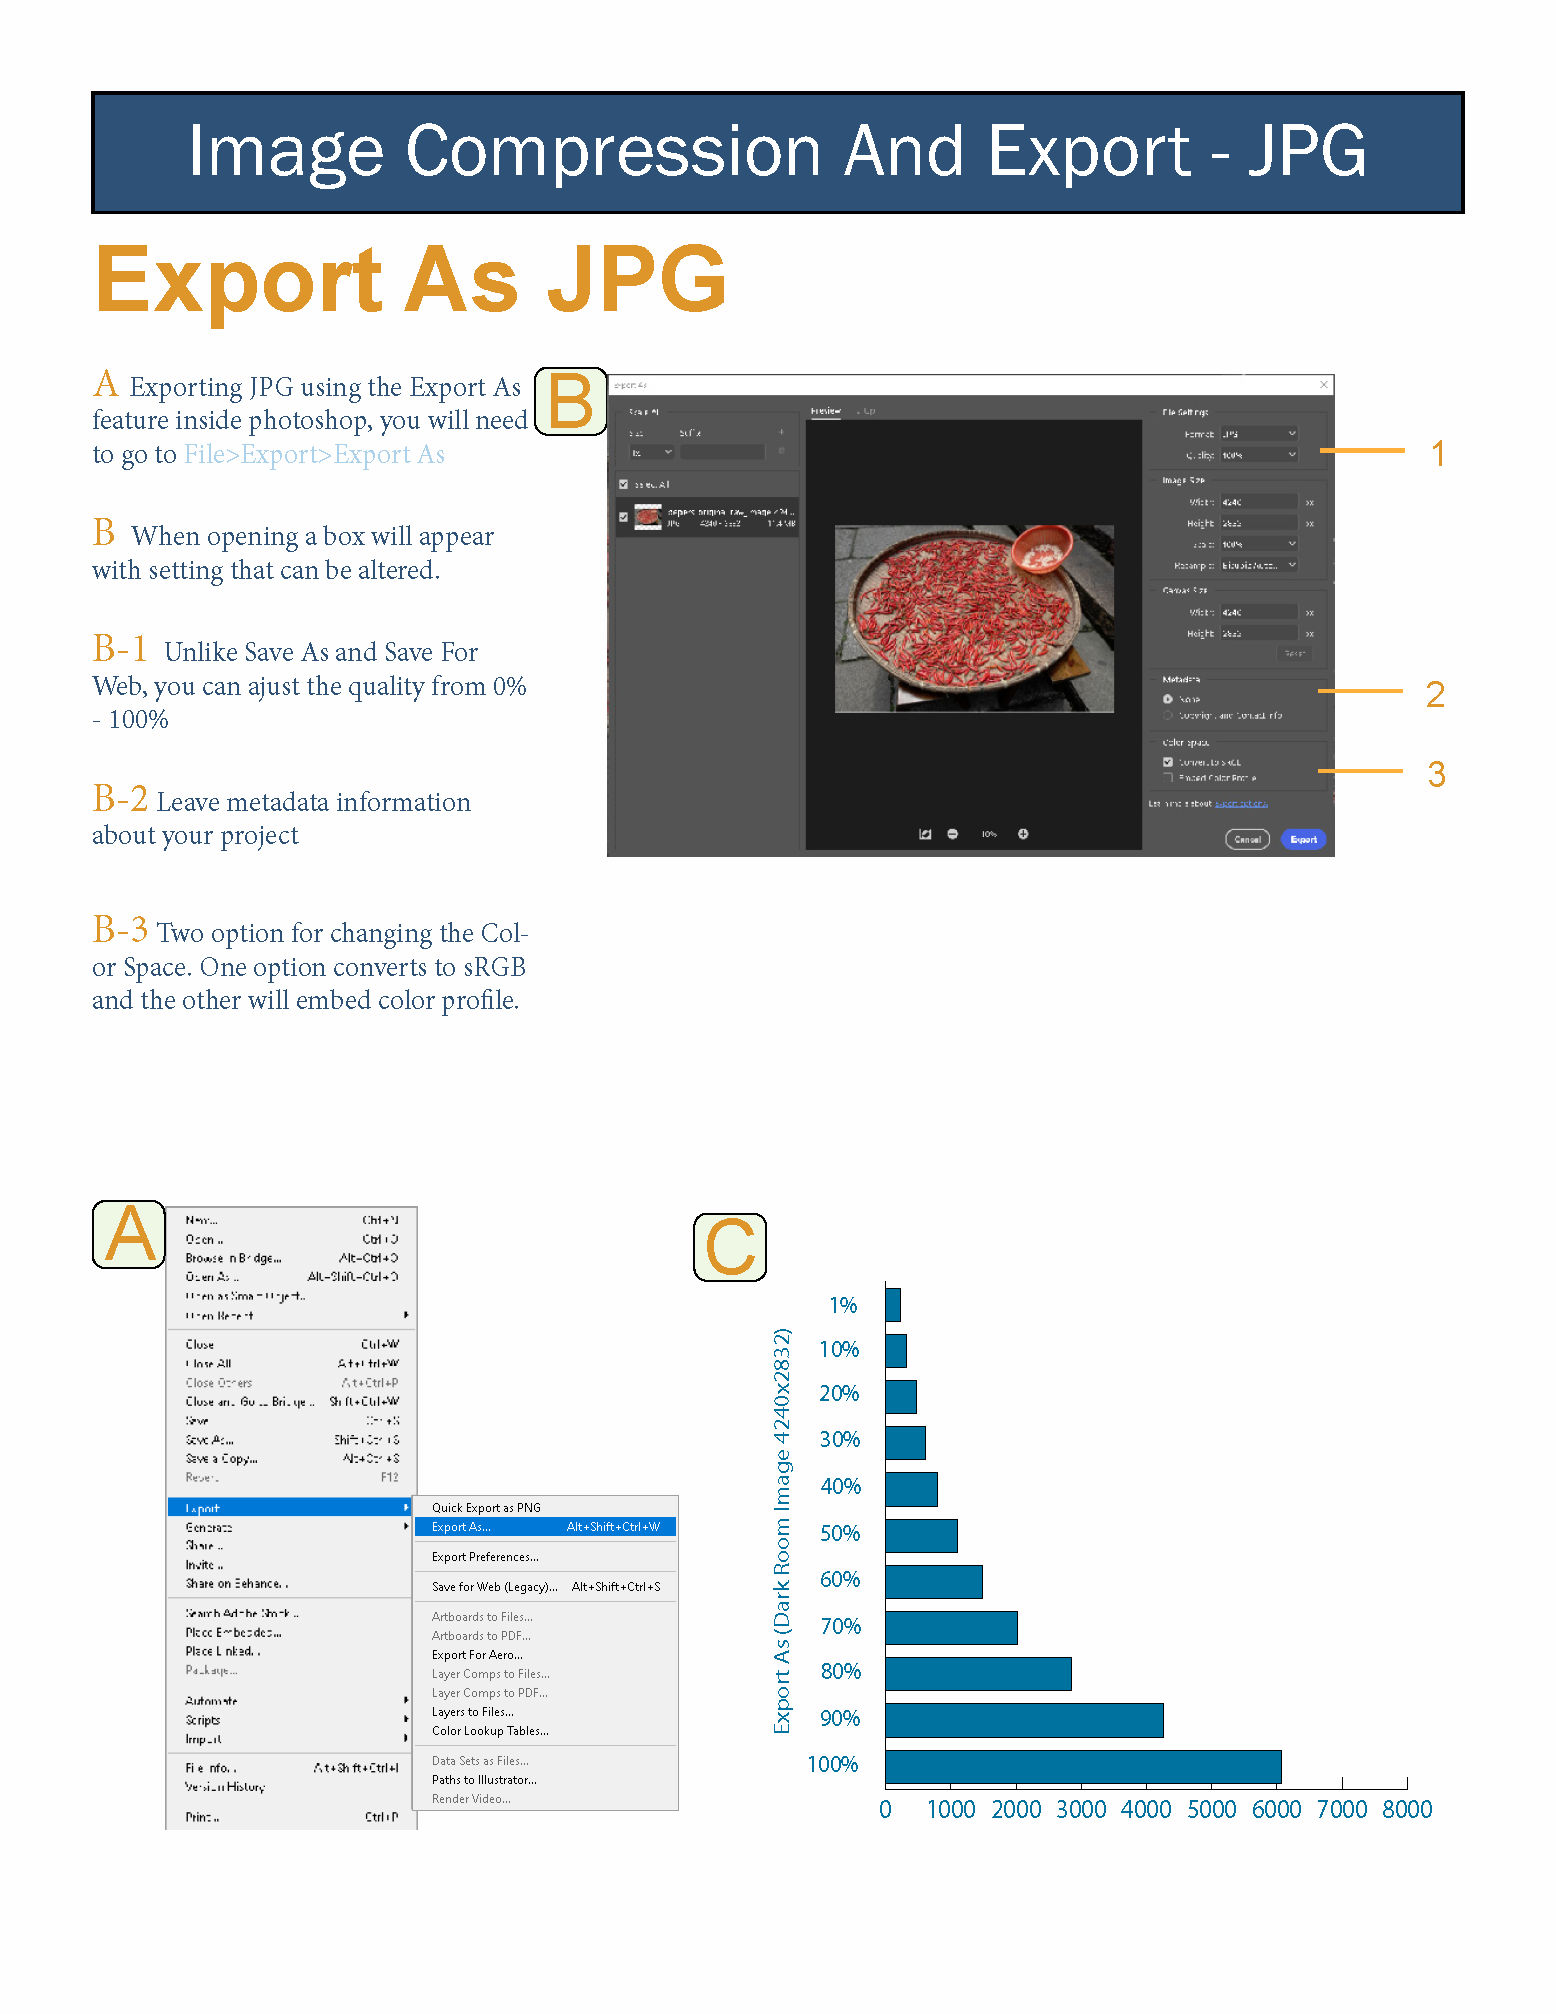 Image Compression And Export - JPG
Export As JPG
A Exporting JPG using the Export As
feature inside photoshop, you will need
to go to File>Export>Export As
B When opening a box will appear
with setting that can be altered.
B-1 Unlike Save As and Save For
Web, you can ajust the quality from 0%
- 100%
B-2 Leave metadata information
about your project
B-3 Two option for changing the Col-
or Space. One option converts to sRGB
and the other will embed color profile.
B
Export As
Scale All
Size: Suffix:
1x
Select All
JPG 4240 x 2832 11.4 MB
Preview 2-Up
10%
File Settings
Format: JPG
Quality: 100%
Image Size
Width: 4240 px
Height: 2832 px
Scale: 100%
Resample: Bicubic Auto...
Canvas Size
Width: 4240 px
Height: 2832 px
Reset
Metadata
None
Copyright and Contact Info
Color Space
Convert to sRGB
Embed Color Profile
Learn more about export options.
Cancel Export
1
2
3
A
New... Ctrl+N
Open... Ctrl+O
Browse in Bridge... Alt+Ctrl+O
Open As... Alt+Shift+Ctrl+O
Open as Smart Object...
Open Recent
Close Ctrl+W
Close All Alt+Ctrl+W
Close Others Alt+Ctrl+P
Close and Go to Bridge... Shift+Ctrl+W
Save Ctrl+S
Save As... Shift+Ctrl+S
Save a Copy... Alt+Ctrl+S
Revert F12
Export
Generate
Share...
Invite...
Share on Behance...
Search Adobe Stock...
Place Embedded...
Place Linked...
Package...
Automate
Scripts
Import
File Info... Alt+Shift+Ctrl+I
Version History
Print... Ctrl+P
Quick Export as PNG
Export As... Alt+Shift+Ctrl+W
Export Preferences...
Save for Web (Legacy)... Alt+Shift+Ctrl+S
Artboards to Files...
Artboards to PDF...
Export For Aero...
Layer Comps to Files...
Layer Comps to PDF...
Layers to Files...
Color Lookup Tables...
Data Sets as Files...
Paths to Illustrator...
Render Video...
C
Export As (Dark Room Image 4240x2832)
1%
10%
20%
30%
40%
50%
60%
70%
80%
90%
100%
0 1000 2000 3000 4000 5000 6000 7000 8000